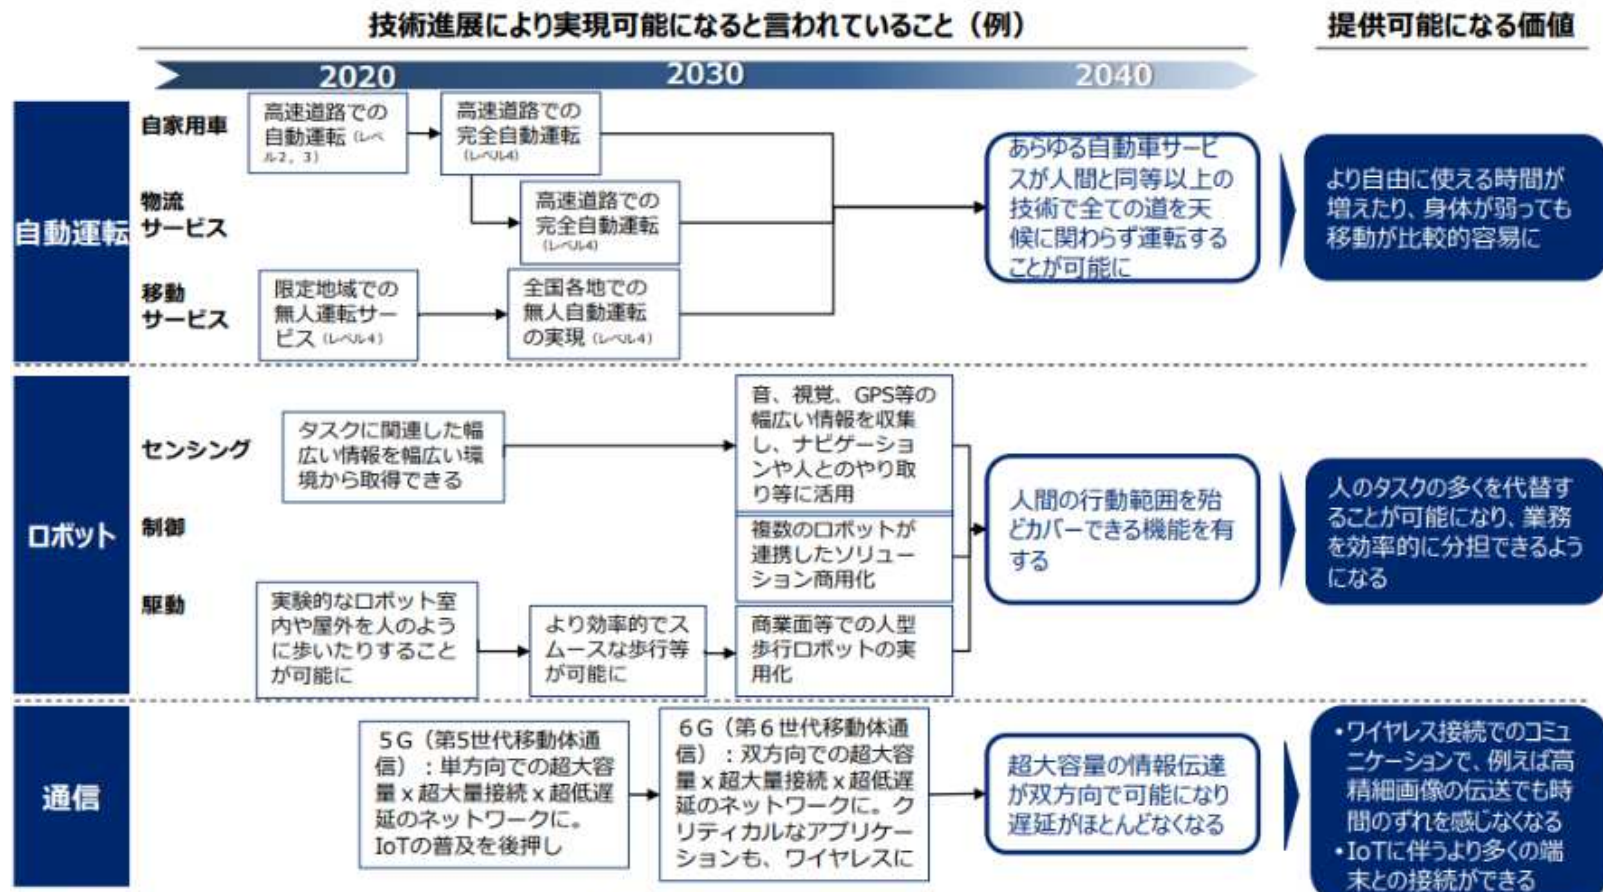 技術進展により実現可能になると言われていること（例）
提供可能になる価値
2020
2030
2040
自動運転
自家用車
高速道路での
自動運転（レベ
ル2，3）
高速道路での
完全自動運転
（レベル4）
物流
サービス
高速道路での
完全自動運転
（レベル4）
移動
サービス
限定地域での
無人運転サー
ビス（レベル4）
全国各地での
無人自動運転
の実現（レベル4）
あらゆる自動車サービ
スが人間と同等以上の
技術で全ての道を天
候に関わらず運転する
ことが可能に
より自由に使える時間が
増えたり、身体が弱っても
移動が比較的容易に
ロボット
センシング
タスクに関連した幅
広い情報を幅広い環
境から取得できる
音、視覚、GPS等の
幅広い情報を収集
し、ナビゲーショ
ンや人とのやり取
り等に活用
制御
複数のロボットが
連携したソリュー
ション商用化
駆動
実験的なロボット室
内や屋外を人のよう
に歩いたりすること
が可能に
より効率的でス
ムースな歩行等
が可能に
商業面等での人型
歩行ロボットの実
用化
人間の行動範囲を殆
どカバーできる機能を有
する
人のタスクの多くを代替す
ることが可能になり、業務
を効率的に分担できるよう
になる
通信
５G（第5世代移動体通
信）：単方向での超大容
量ｘ超大量接続ｘ超低遅
延のネットワークに。
IoTの普及を後押し
６G（第６世代移動体通
信）：双方向での超大容
量ｘ超大量接続ｘ超低遅
延のネットワークに。ク
リティカルなアプリケー
ションも、ワイヤレスに
超大容量の情報伝達
が双方向で可能になり
遅延がほとんどなくなる
・ワイヤレス接続でのコミュ
ニケーションで、例えば高
精細画像の伝送でも時
間のずれを感じなくなる
・IoTに伴うより多くの端
末との接続ができる